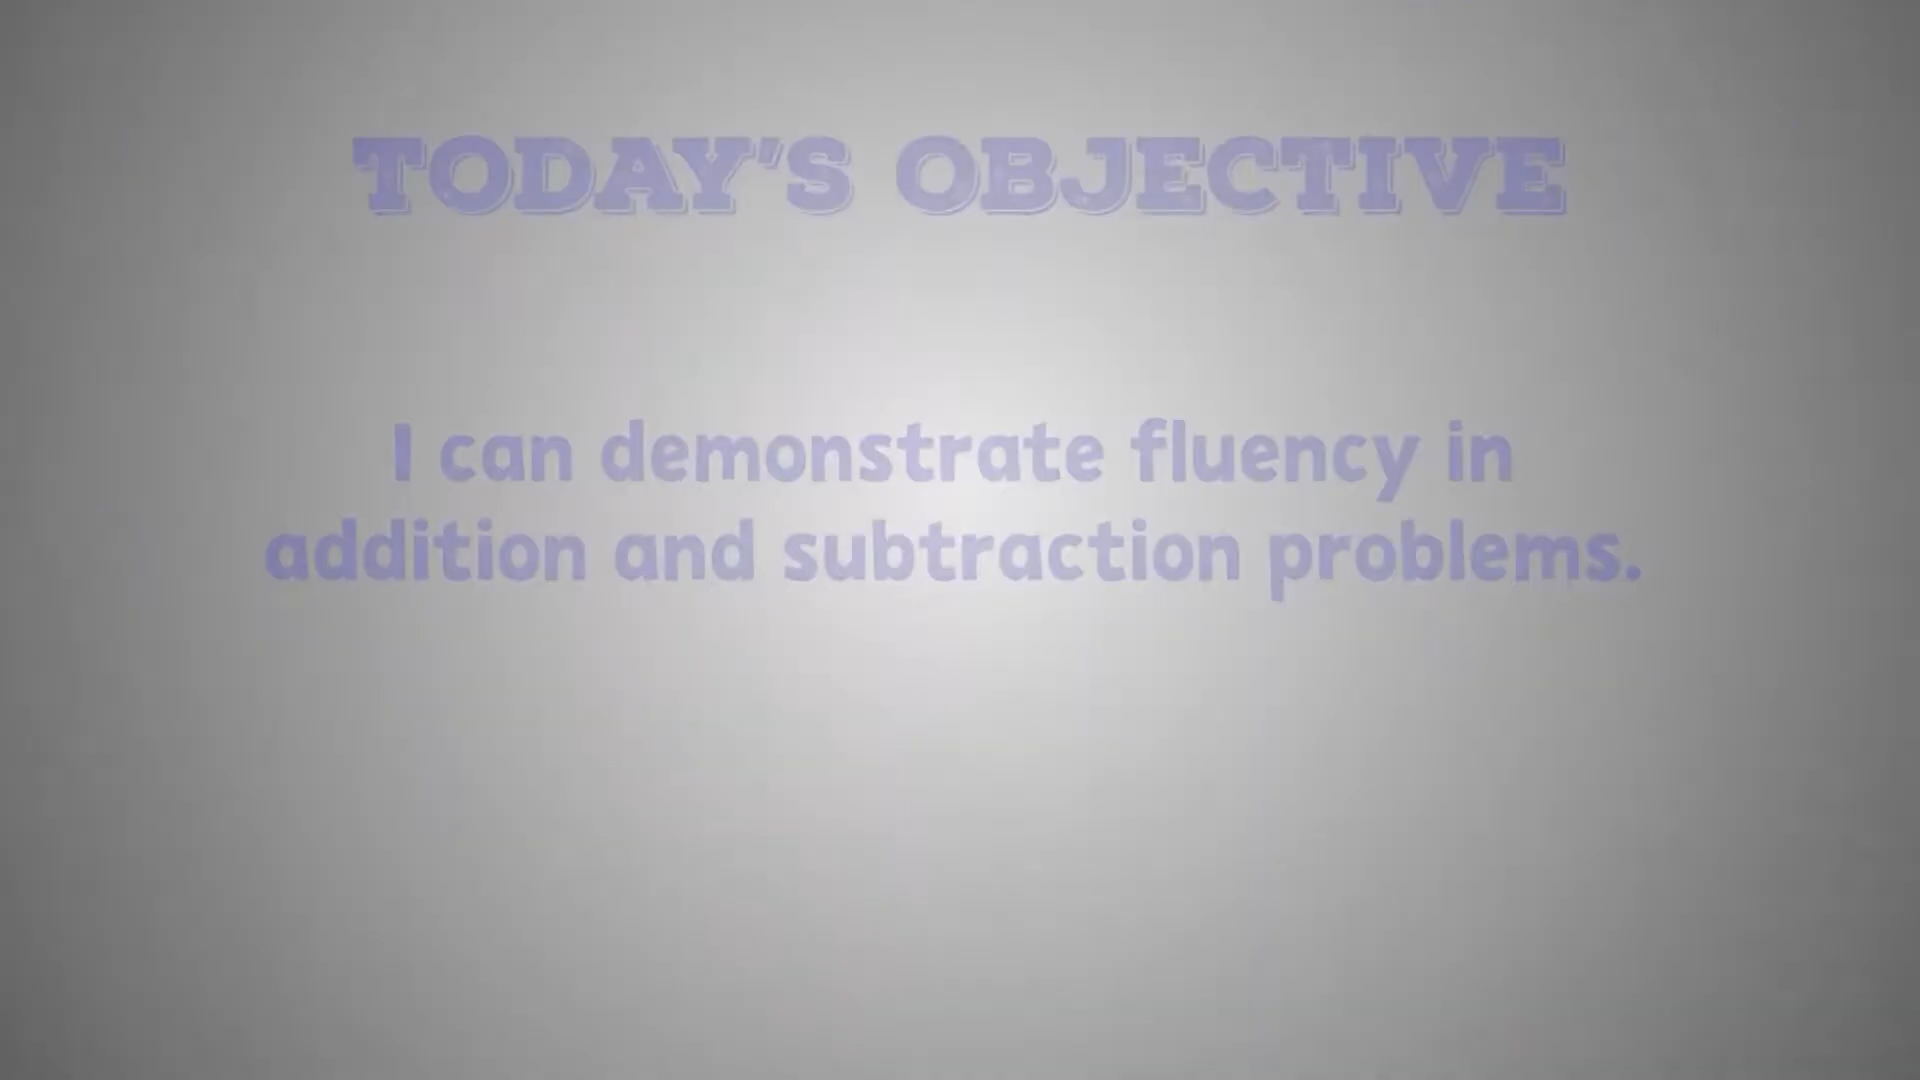 TODAY'S OBJECTIVE
I can demonstrate fluency in
addition and subtraction problems.